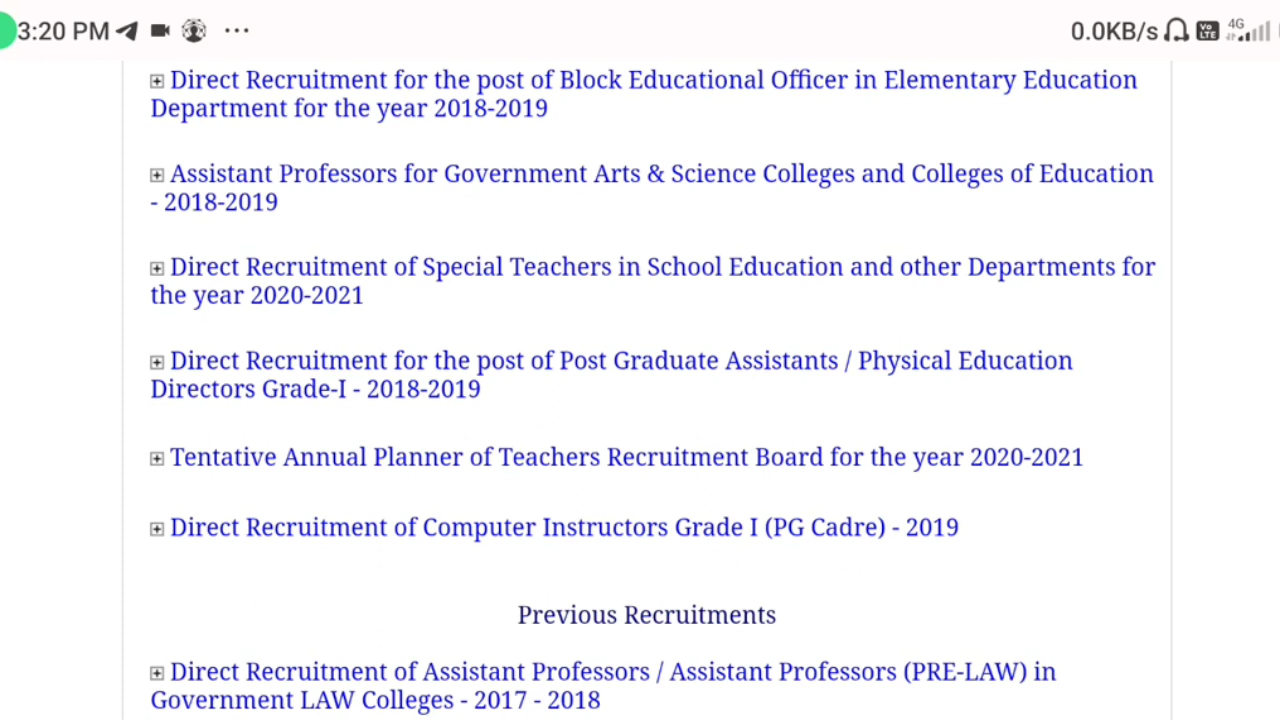 3:20 PM ... 0.0KB/s VoLTE 4G
Direct Recruitment for the post of Block Educational Officer in Elementary Education
Department for the year 2018-2019
Assistant Professors for Government Arts & Science Colleges and Colleges of Education
- 2018-2019
Direct Recruitment of Special Teachers in School Education and other Departments for
the year 2020-2021
Direct Recruitment for the post of Post Graduate Assistants / Physical Education
Directors Grade-I - 2018-2019
Tentative Annual Planner of Teachers Recruitment Board for the year 2020-2021
Direct Recruitment of Computer Instructors Grade I (PG Cadre) - 2019
Previous Recruitments
Direct Recruitment of Assistant Professors / Assistant Professors (PRE-LAW) in
Government LAW Colleges - 2017 - 2018